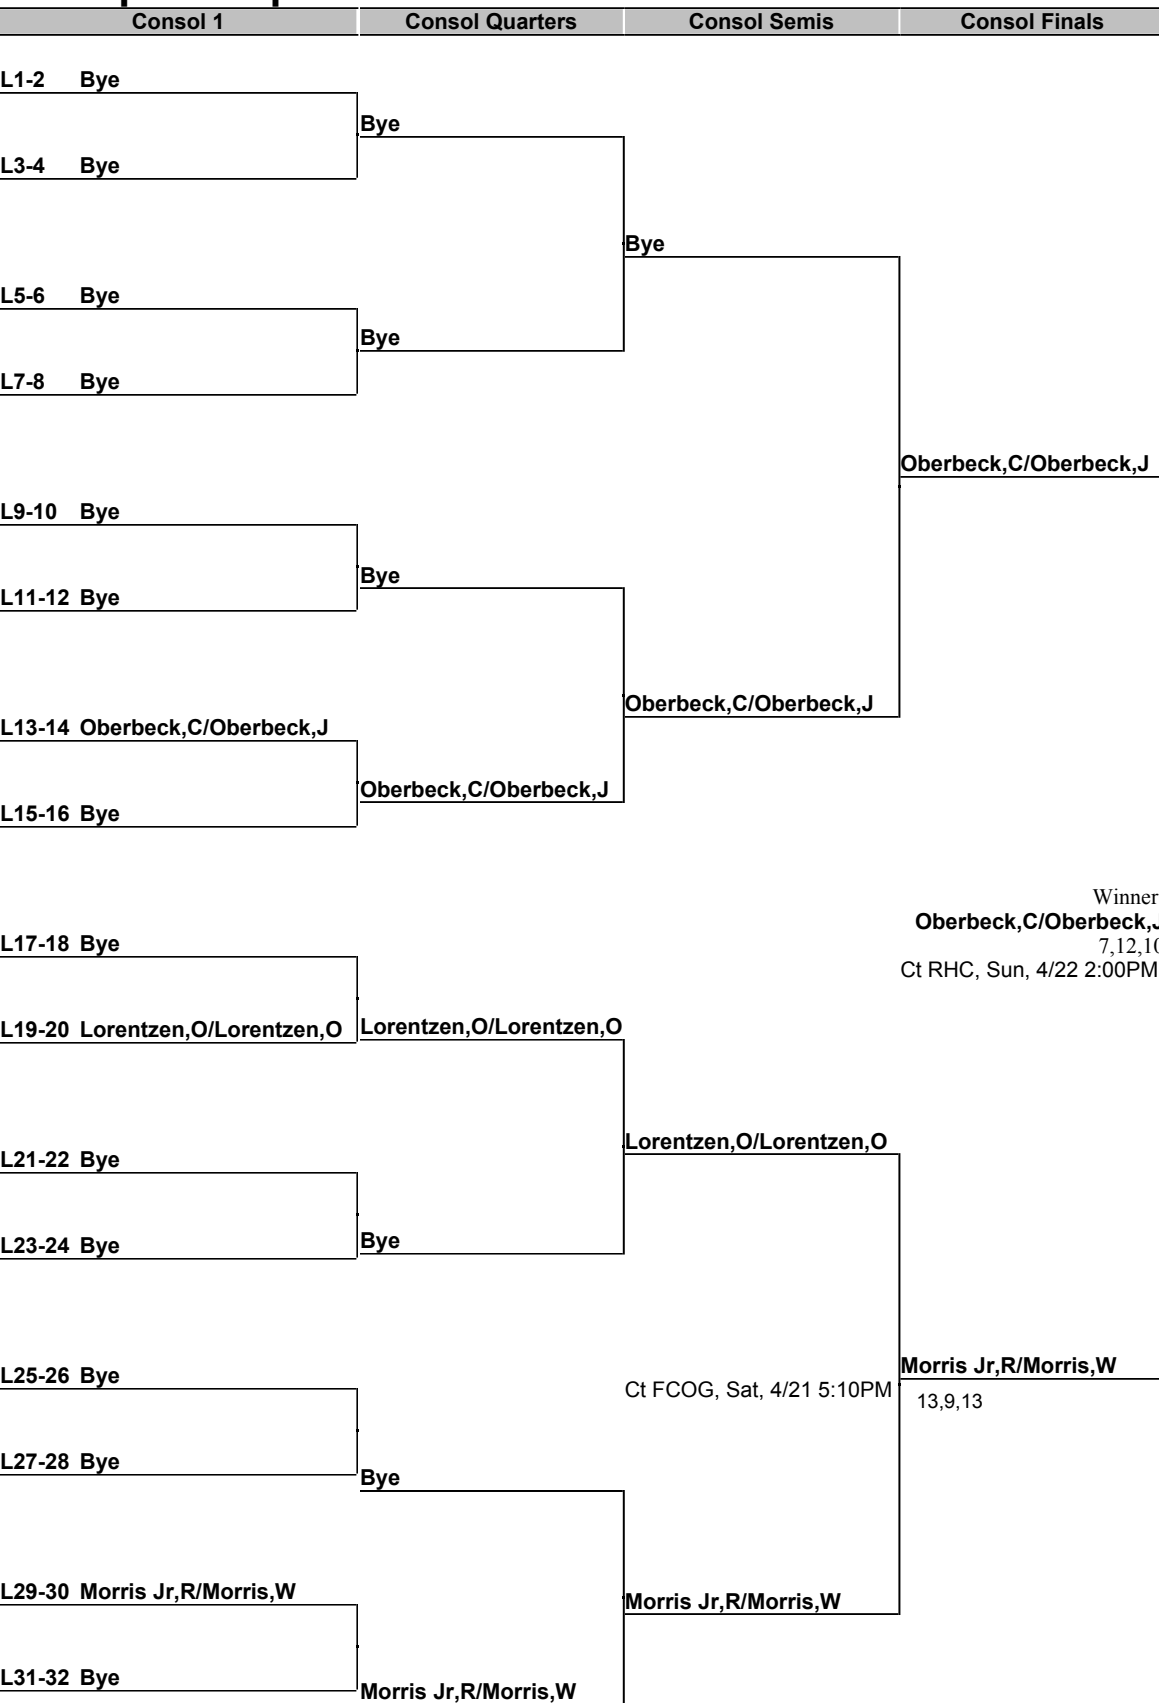 Consol 1 Consol Quarters Consol Semis Consol Finals
L1-2 Bye
Bye
L3-4 Bye
Bye
L5-6 Bye
Bye
L7-8 Bye
Oberbeck,C/Oberbeck,J
L9-10 Bye
Bye
L11-12 Bye
Oberbeck,C/Oberbeck,J
L13-14 Oberbeck,C/Oberbeck,J
Oberbeck,C/Oberbeck,J
L15-16 Bye
Winner
Oberbeck,C/Oberbeck,J
L17-18 Bye
7,12,10
Ct RHC, Sun, 4/22 2:00PM
L19-20 Lorentzen,O/Lorentzen,O Lorentzen,O/Lorentzen,O
Lorentzen,O/Lorentzen,O
L21-22 Bye
L23-24 Bye Bye
Morris Jr,R/Morris,W
L25-26 Bye
Ct FCOG, Sat, 4/21 5:10PM
13,9,13
L27-28 Bye
Bye
L29-30 Morris Jr,R/Morris,W
Morris Jr,R/Morris,W
L31-32 Bye
Morris Jr,R/Morris,W